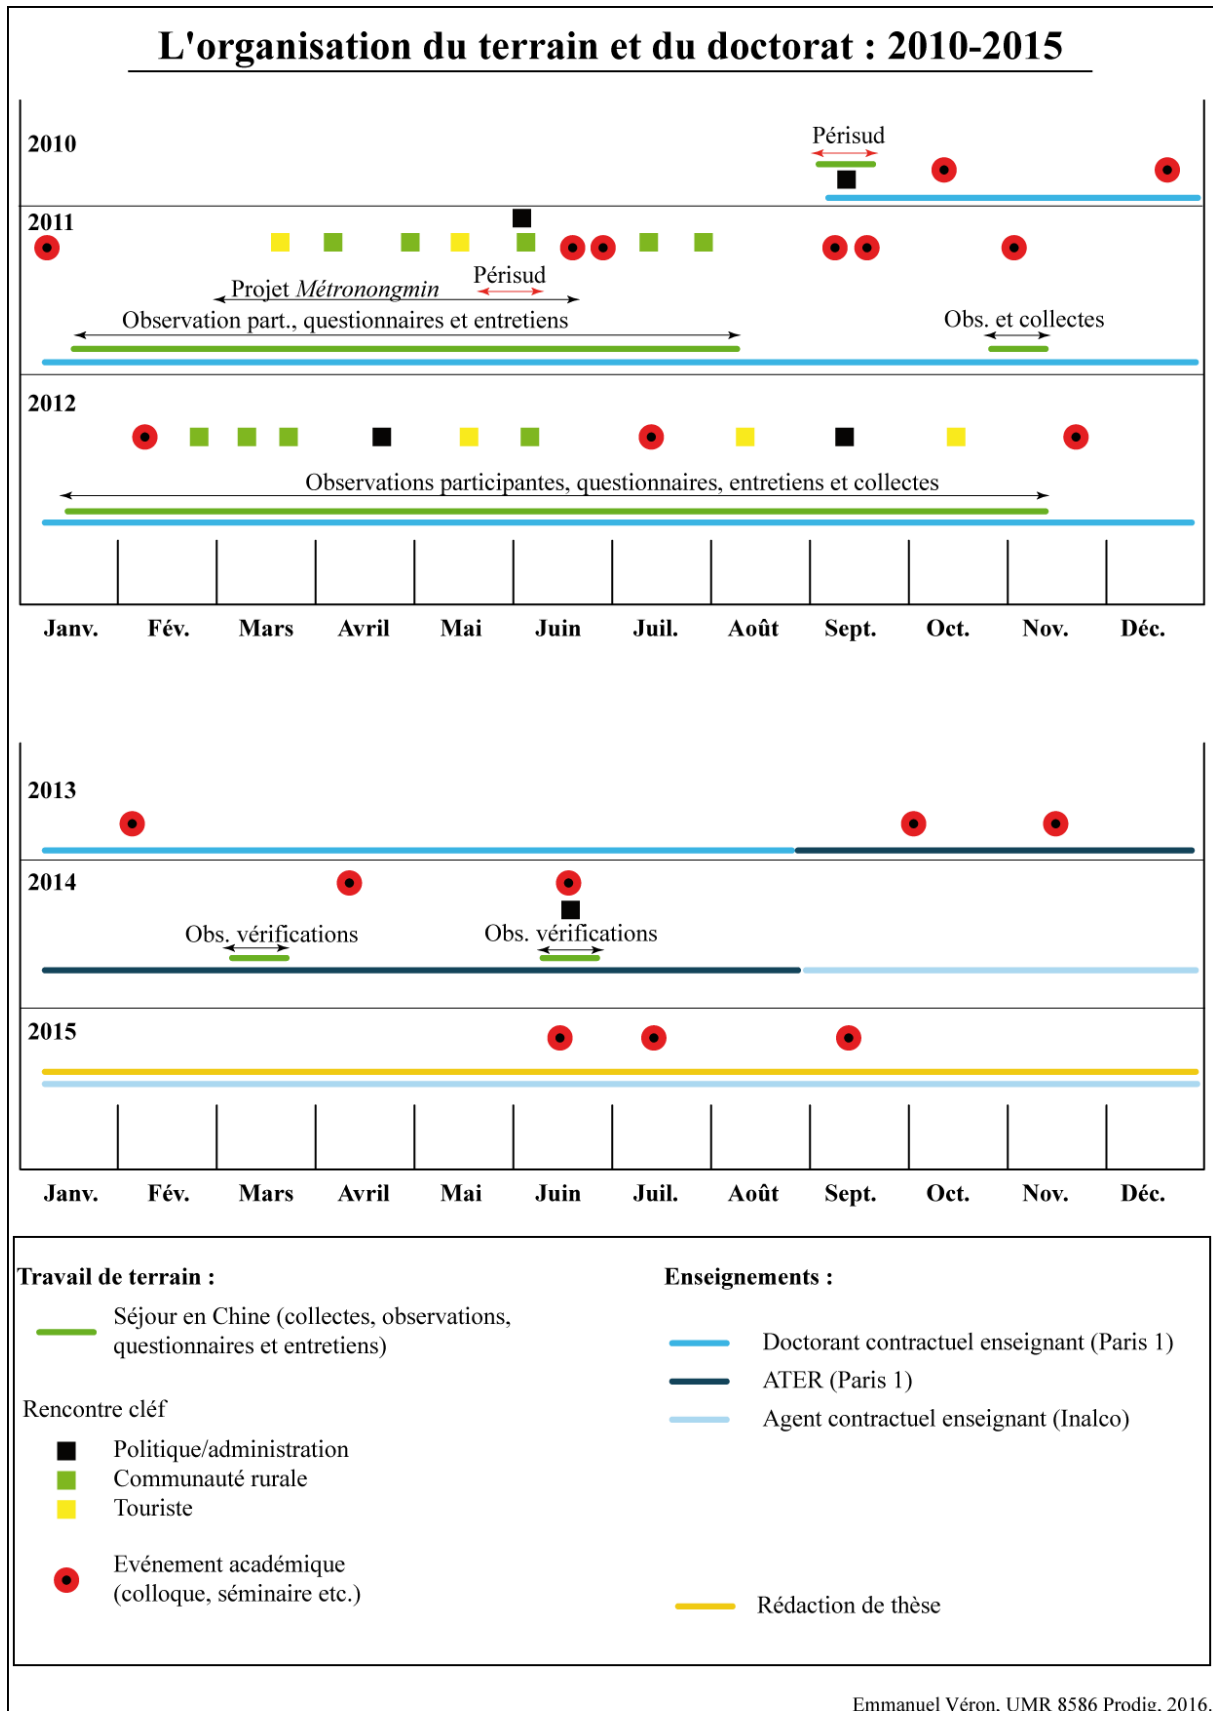 L'organisation du terrain et du doctorat : 2010-2015
2010
Périsud
2011
Périsud
Projet Métronongmin
Observation part., questionnaires et entretiens
Obs. et collectes
2012
Observations participantes, questionnaires, entretiens et collectes
Janv. Fév. Mars Avril Mai Juin Juil. Août Sept. Oct. Nov. Déc.
2013
2014
Obs. vérifications
Obs. vérifications
2015
Janv. Fév. Mars Avril Mai Juin Juil. Août Sept. Oct. Nov. Déc.
Travail de terrain :
Séjour en Chine (collectes, observations,
questionnaires et entretiens)
Rencontre cléf
Politique/administration
Communauté rurale
Touriste
Evénement académique
(colloque, séminaire etc.)
Enseignements :
Doctorant contractuel enseignant (Paris 1)
ATER (Paris 1)
Agent contractuel enseignant (Inalco)
Rédaction de thèse
Emmanuel Véron, UMR 8586 Prodig, 2016.